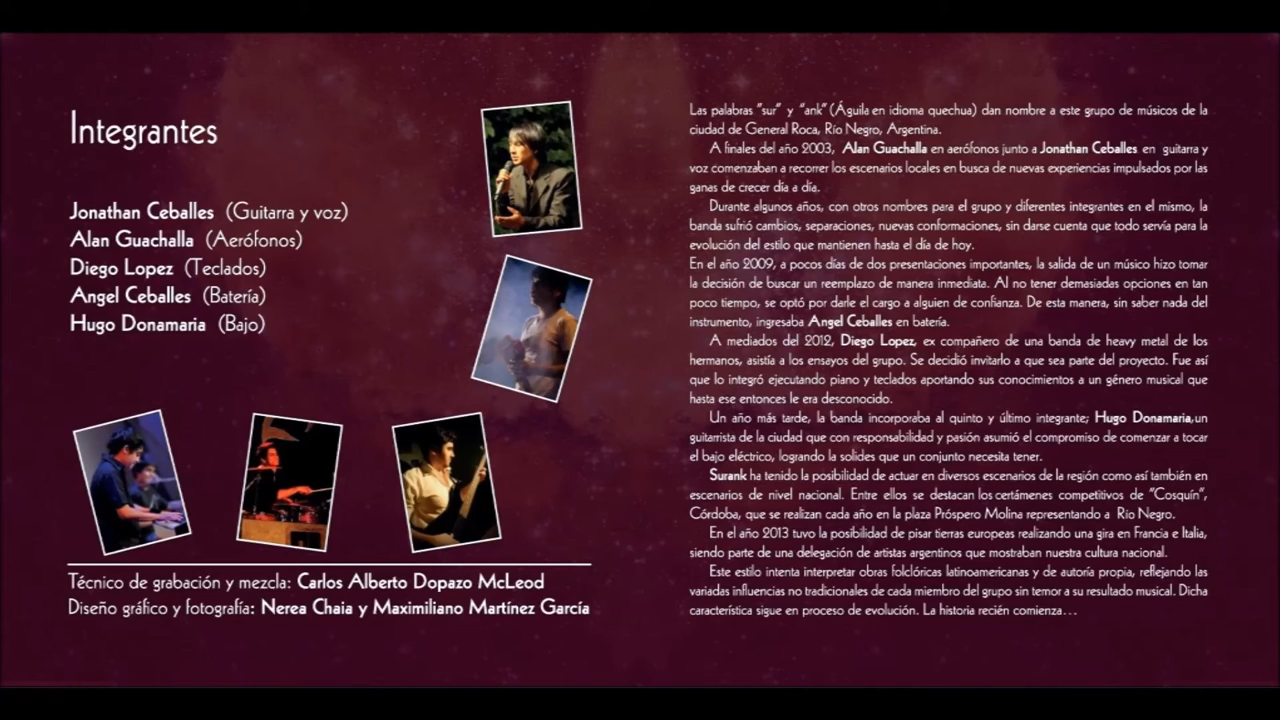 Integrantes
Jonathan Ceballes (Guitarra y voz)
Alan Guachalla (Aerófonos)
Diego Lopez (Teclados)
Angel Ceballes (Batería)
Hugo Donamaria (Bajo)
Técnico de grabación y mezcla: Carlos Alberto Dopazo McLeod
Diseño gráfico y fotografía: Nerea Chaia y Maximiliano Martínez García
Las palabras "sur" y "ank" (Águila en idioma quechua) dan nombre a este grupo de músicos de la
ciudad de General Roca, Río Negro, Argentina.
A finales del año 2003, Alan Guachalla en aerófonos junto a Jonathan Ceballes en guitarra y
voz comenzaban a recorrer los escenarios locales en busca de nuevas experiencias impulsados por las
ganas de crecer día a día.
Durante algunos años, con otros nombres para el grupo y diferentes integrantes en el mismo, la
banda sufrió cambios, separaciones, nuevas conformaciones, sin darse cuenta que todo servía para la
evolución del estilo que mantienen hasta el día de hoy.
En el año 2009, a pocos días de dos presentaciones importantes, la salida de un músico hizo tomar
la decisión de buscar un reemplazo de manera inmediata. Al no tener demasiadas opciones en tan
poco tiempo, se optó por darle el cargo a alguien de confianza. De esta manera, sin saber nada del
instrumento, ingresaba Angel Ceballes en batería.
A mediados del 2012, Diego Lopez, ex compañero de una banda de heavy metal de los
hermanos, asistía a los ensayos del grupo. Se decidió invitarlo a que sea parte del proyecto. Fue así
que lo integró ejecutando piano y teclados aportando sus conocimientos a un género musical que
hasta ese entonces le era desconocido.
Un año más tarde, la banda incorporaba al quinto y último integrante; Hugo Donamaria,un
guitarrista de la ciudad que con responsabilidad y pasión asumió el compromiso de comenzar a tocar
el bajo eléctrico, logrando la solides que un conjunto necesita tener.
Surank ha tenido la posibilidad de actuar en diversos escenarios de la región como así también en
escenarios de nivel nacional. Entre ellos se destacan los certámenes competitivos de "Cosquín",
Córdoba, que se realizan cada año en la plaza Próspero Molina representando a Río Negro.
En el año 2013 tuvo la posibilidad de pisar tierras europeas realizando una gira en Francia e Italia,
siendo parte de una delegación de artistas argentinos que mostraban nuestra cultura nacional.
Este estilo intenta interpretar obras folclóricas latinoamericanas y de autoría propia, reflejando las
variadas influencias no tradicionales de cada miembro del grupo sin temor a su resultado musical. Dicha
característica sigue en proceso de evolución. La historia recién comienza...